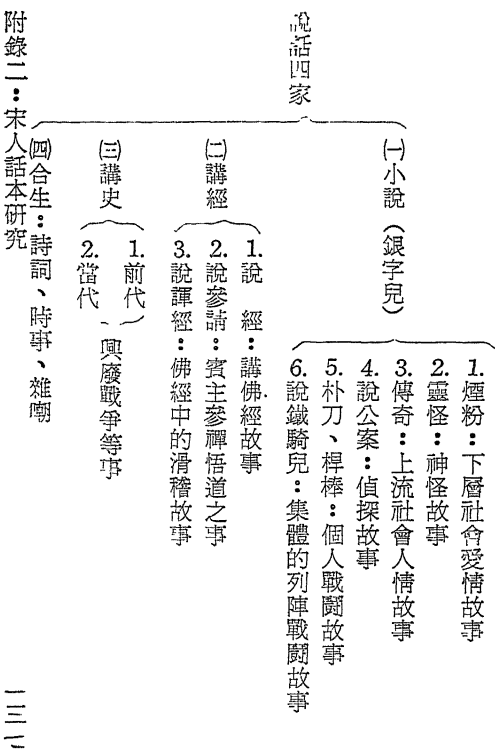 說話四家
㈠小說（銀字兒）
1.煙粉：下層社會愛情故事
2.靈怪：神怪故事
3.傳奇：上流社會人情故事
4.說公案：偵探故事
5.朴刀、桿棒：個人戰鬪故事
6.說鐵騎兒：集體的列陣戰鬪故事
㈡講經
1.說　經：講佛經故事
2.說參請：賓主參禪悟道之事
3.說諢經：佛經中的滑稽故事
㈢講史
1.前代
2.當代
興廢戰爭等事
㈣合生：詩詞、時事、雜嘲
附錄二：宋人話本硏究
一三一